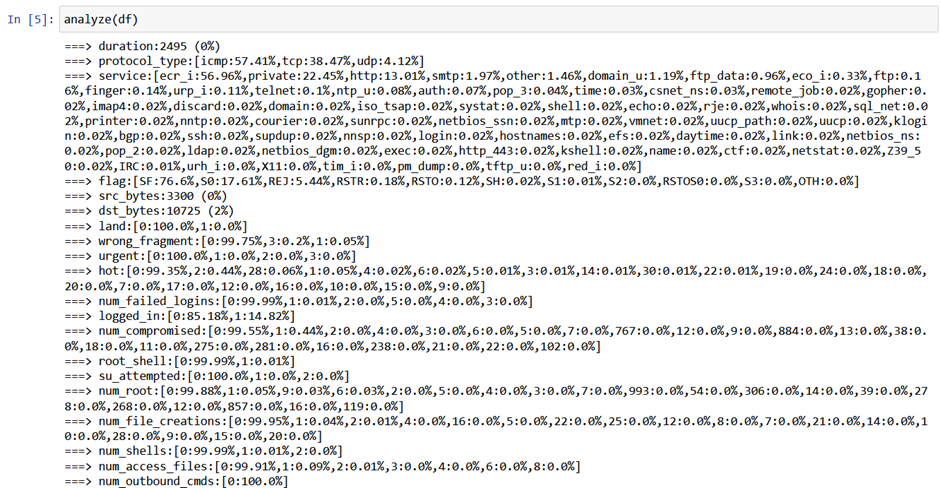 In [5]: analyze(df)
===> duration:2495 (0%)
===> protocol_type:[icmp:57.41%,tcp:38.47%,udp:4.12%]
===> service:[ecr_i:56.96%,private:22.45%,http:13.01%,smtp:1.97%,other:1.46%,domain_u:1.19%,ftp_data:0.96%,eco_i:0.33%,ftp:0.1
6%,finger:0.14%,urp_i:0.11%,telnet:0.1%,ntp_u:0.08%,auth:0.07%,pop_3:0.04%,time:0.03%,csnet_ns:0.03%,remote_job:0.02%,gopher:0
.02%,imap4:0.02%,discard:0.02%,domain:0.02%,iso_tsap:0.02%,systat:0.02%,shell:0.02%,echo:0.02%,rje:0.02%,whois:0.02%,sql_net:0.
02%,printer:0.02%,nntp:0.02%,courier:0.02%,sunrpc:0.02%,netbios_ssn:0.02%,mtp:0.02%,vmnet:0.02%,uucp_path:0.02%,uucp:0.02%,klog
in:0.02%,bgp:0.02%,ssh:0.02%,supdup:0.02%,nnsp:0.02%,login:0.02%,hostnames:0.02%,efs:0.02%,daytime:0.02%,link:0.02%,netbios_ns:
0.02%,pop_2:0.02%,ldap:0.02%,netbios_dgm:0.02%,exec:0.02%,http_443:0.02%,kshell:0.02%,name:0.02%,ctf:0.02%,netstat:0.02%,Z39_5
0:0.02%,IRC:0.01%,urh_i:0.0%,X11:0.0%,tim_i:0.0%,pm_dump:0.0%,tftp_u:0.0%,red_i:0.0%]
===> flag:[SF:76.6%,S0:17.61%,REJ:5.44%,RSTR:0.18%,RSTO:0.12%,SH:0.02%,S1:0.01%,S2:0.0%,RSTOS0:0.0%,S3:0.0%,OTH:0.0%]
===> src_bytes:3300 (0%)
===> dst_bytes:10725 (2%)
===> land:[0:100.0%,1:0.0%]
===> wrong_fragment:[0:99.75%,3:0.2%,1:0.05%]
===> urgent:[0:100.0%,1:0.0%,2:0.0%,3:0.0%]
===> hot:[0:99.35%,2:0.44%,28:0.06%,1:0.05%,4:0.02%,6:0.02%,5:0.01%,3:0.01%,14:0.01%,30:0.01%,22:0.01%,19:0.0%,24:0.0%,18:0.0%,
20:0.0%,7:0.0%,17:0.0%,12:0.0%,16:0.0%,10:0.0%,15:0.0%,9:0.0%]
===> num_failed_logins:[0:99.99%,1:0.01%,2:0.0%,5:0.0%,4:0.0%,3:0.0%]
===> logged_in:[0:85.18%,1:14.82%]
===> num_compromised:[0:99.55%,1:0.44%,2:0.0%,4:0.0%,3:0.0%,6:0.0%,5:0.0%,7:0.0%,767:0.0%,12:0.0%,9:0.0%,884:0.0%,13:0.0%,38:0.
0%,18:0.0%,11:0.0%,275:0.0%,281:0.0%,16:0.0%,238:0.0%,21:0.0%,22:0.0%,102:0.0%]
===> root_shell:[0:99.99%,1:0.01%]
===> su_attempted:[0:100.0%,1:0.0%,2:0.0%]
===> num_root:[0:99.88%,1:0.05%,9:0.03%,6:0.03%,2:0.0%,5:0.0%,4:0.0%,3:0.0%,7:0.0%,993:0.0%,54:0.0%,306:0.0%,14:0.0%,39:0.0%,27
8:0.0%,268:0.0%,12:0.0%,857:0.0%,16:0.0%,119:0.0%]
===> num_file_creations:[0:99.95%,1:0.04%,2:0.01%,4:0.0%,16:0.0%,5:0.0%,22:0.0%,25:0.0%,12:0.0%,8:0.0%,7:0.0%,21:0.0%,14:0.0%,1
0:0.0%,28:0.0%,9:0.0%,15:0.0%,20:0.0%]
===> num_shells:[0:99.99%,1:0.01%,2:0.0%]
===> num_access_files:[0:99.91%,1:0.09%,2:0.01%,3:0.0%,4:0.0%,6:0.0%,8:0.0%]
===> num_outbound_cmds:[0:100.0%]